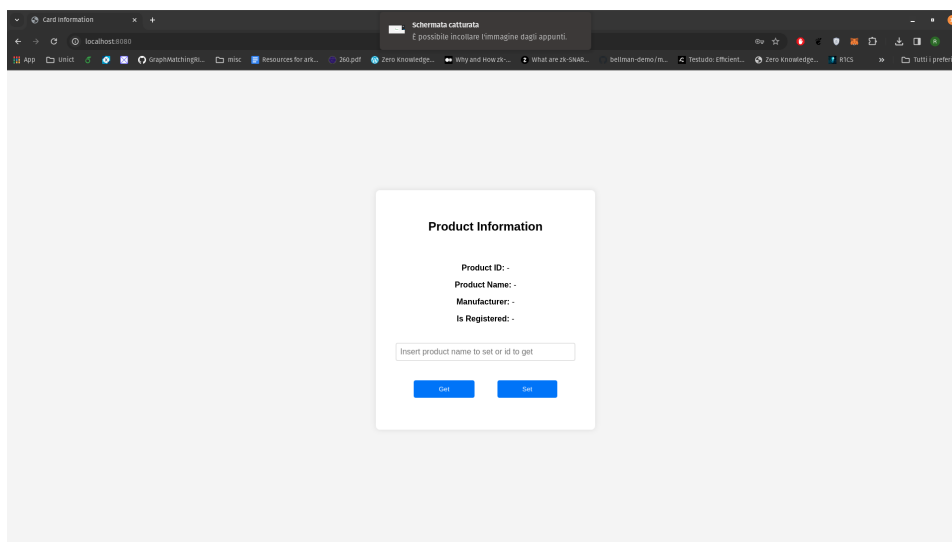 Card information
Schermata catturata
È possibile incollare l'immagine dagli appunti.
localhost:8080
App Unict GraphMatchingRi... misc Resources for ark... 260.pdf Zero Knowledge... Why and How zk-... What are zk-SNAR... bellman-demo/m... Testudo: Efficient... Zero Knowledge... R1CS » Tutti i preferi
Product Information
Product ID: -
Product Name: -
Manufacturer: -
Is Registered: -
Insert product name to set or id to get
Get Set